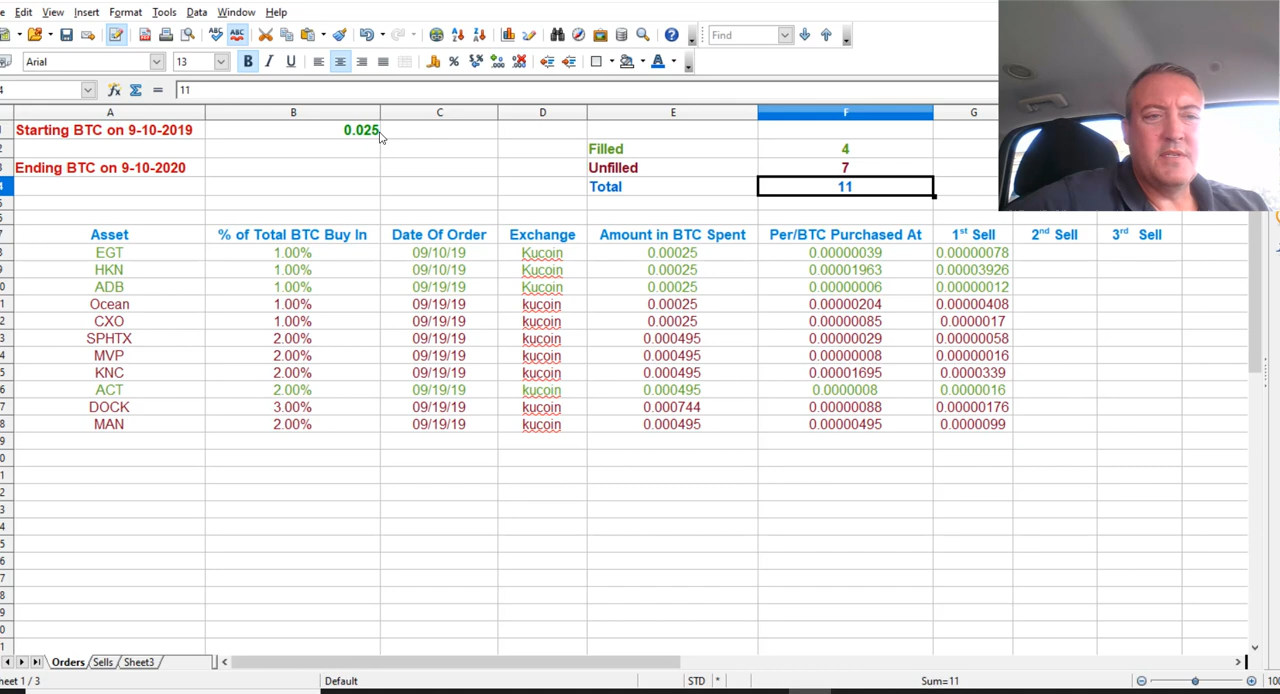 Edit View Insert Format Tools Data Window Help
Find
Arial 13 B I U
11
A B C D E F G
Starting BTC on 9-10-2019 0.025
Filled 4
Ending BTC on 9-10-2020 Unfilled 7
Total 11
Asset % of Total BTC Buy In Date Of Order Exchange Amount in BTC Spent Per/BTC Purchased At 1st Sell 2nd Sell 3rd Sell
EGT 1.00% 09/10/19 Kucoin 0.00025 0.00000039 0.00000078
HKN 1.00% 09/10/19 Kucoin 0.00025 0.00001963 0.00003926
ADB 1.00% 09/19/19 Kucoin 0.00025 0.00000006 0.00000012
Ocean 1.00% 09/19/19 kucoin 0.00025 0.00000204 0.00000408
CXO 1.00% 09/19/19 kucoin 0.00025 0.00000085 0.0000017
SPHTX 2.00% 09/19/19 kucoin 0.000495 0.00000029 0.00000058
MVP 2.00% 09/19/19 kucoin 0.000495 0.00000008 0.00000016
KNC 2.00% 09/19/19 kucoin 0.000495 0.00001695 0.0000339
ACT 2.00% 09/19/19 kucoin 0.000495 0.0000008 0.0000016
DOCK 3.00% 09/19/19 kucoin 0.000744 0.00000088 0.00000176
MAN 2.00% 09/19/19 kucoin 0.000495 0.00000495 0.0000099
Orders Sells Sheet3
Sheet 1 / 3 Default STD * Sum=11